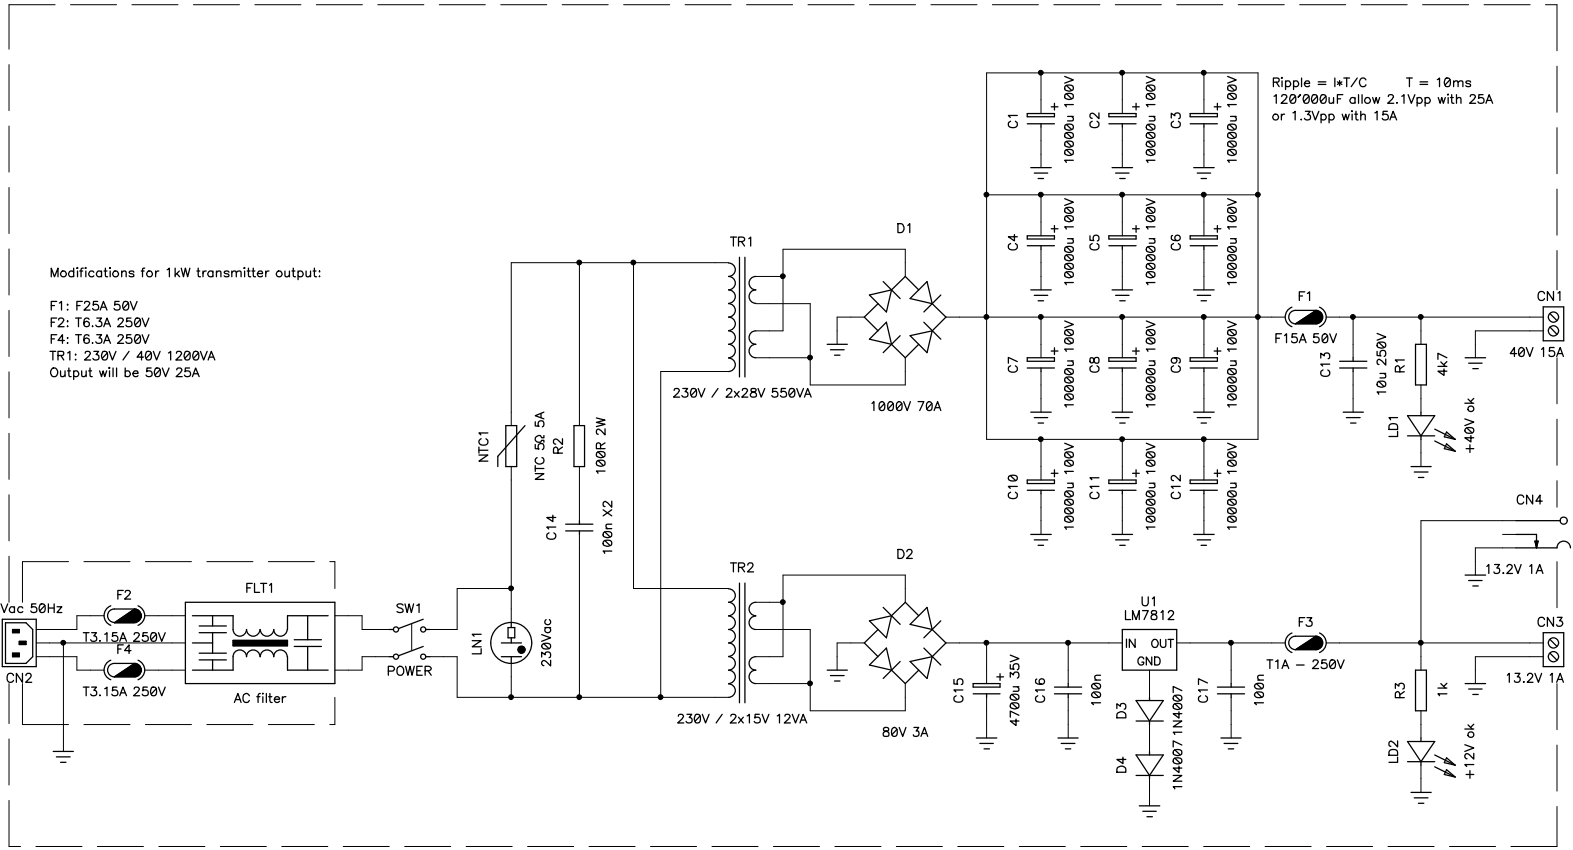 Ripple = I*T/C T = 10ms
120'000uF allow 2.1Vpp with 25A
or 1.3Vpp with 15A
C1
+
10000u 100V
C2
+
10000u 100V
C3
+
10000u 100V
C4
+
10000u 100V
C5
+
10000u 100V
C6
+
10000u 100V
C7
+
10000u 100V
C8
+
10000u 100V
C9
+
10000u 100V
C10
+
10000u 100V
C11
+
10000u 100V
C12
+
10000u 100V
Modifications for 1kW transmitter output:
F1: F25A 50V
F2: T6.3A 250V
F4: T6.3A 250V
TR1: 230V / 40V 1200VA
Output will be 50V 25A
TR1
230V / 2x28V 550VA
D1
1000V 70A
F1
F15A 50V
C13
10u 250V
R1
4k7
LD1
+40V ok
CN1
40V 15A
NTC1
NTC 5Ω 5A
R2
100R 2W
C14
100n X2
CN4
13.2V 1A
Vac 50Hz
CN2
F2
T3.15A 250V
F4
T3.15A 250V
FLT1
AC filter
SW1
POWER
LN1
230Vac
TR2
230V / 2x15V 12VA
D2
80V 3A
C15
+
4700u 35V
C16
100n
U1
LM7812
IN OUT
GND
D3
1N4007
D4
1N4007
C17
100n
F3
T1A - 250V
R3
1k
LD2
+12V ok
CN3
13.2V 1A